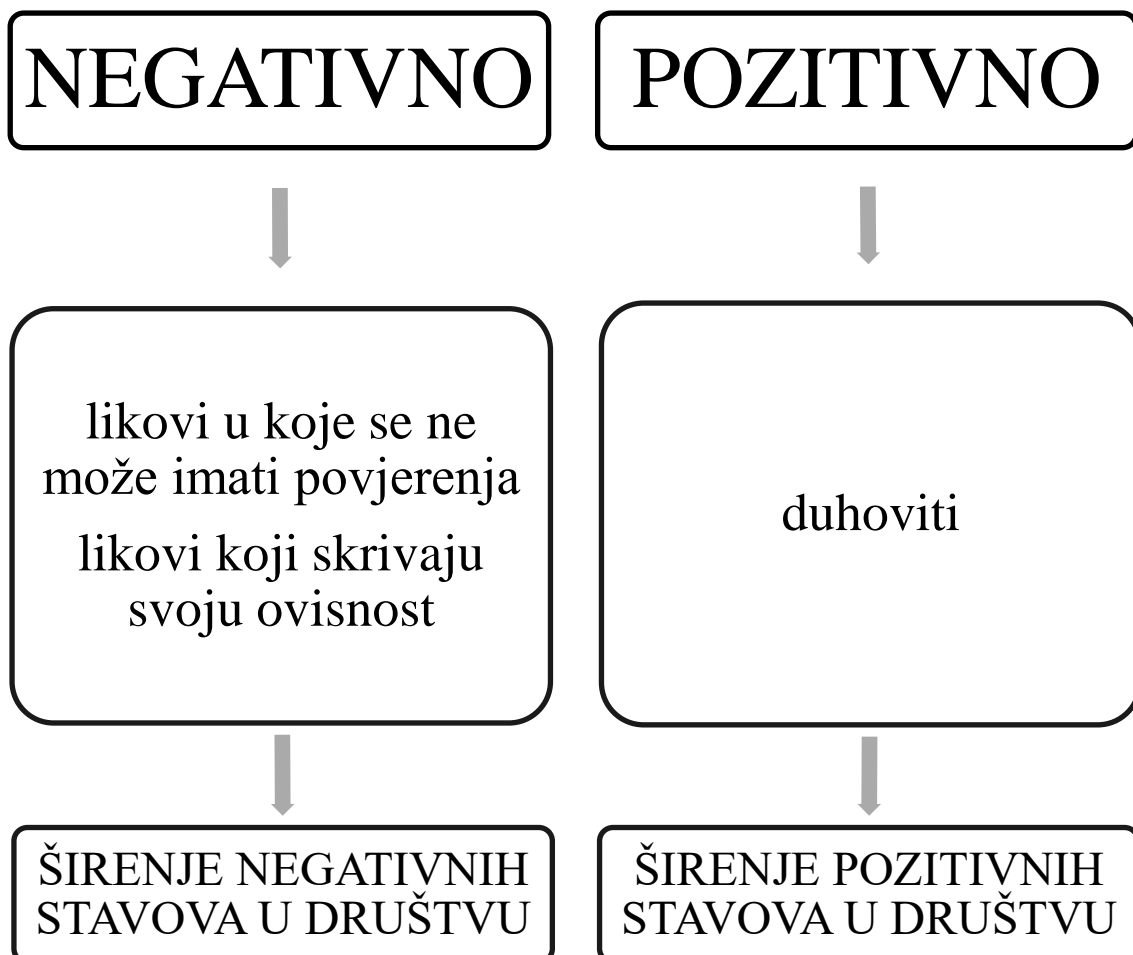 NEGATIVNO
likovi u koje se ne
može imati povjerenja
likovi koji skrivaju
svoju ovisnost
ŠIRENJE NEGATIVNIH
STAVOVA U DRUŠTVU
POZITIVNO
duhoviti
ŠIRENJE POZITIVNIH
STAVOVA U DRUŠTVU